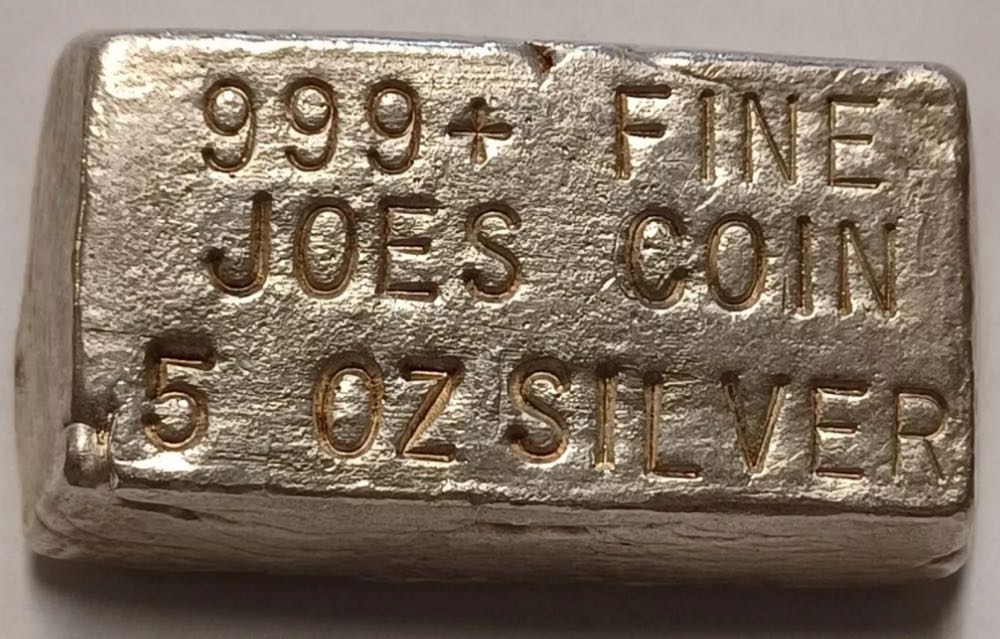 999+ FINE
JOES COIN
5 OZ SILVER